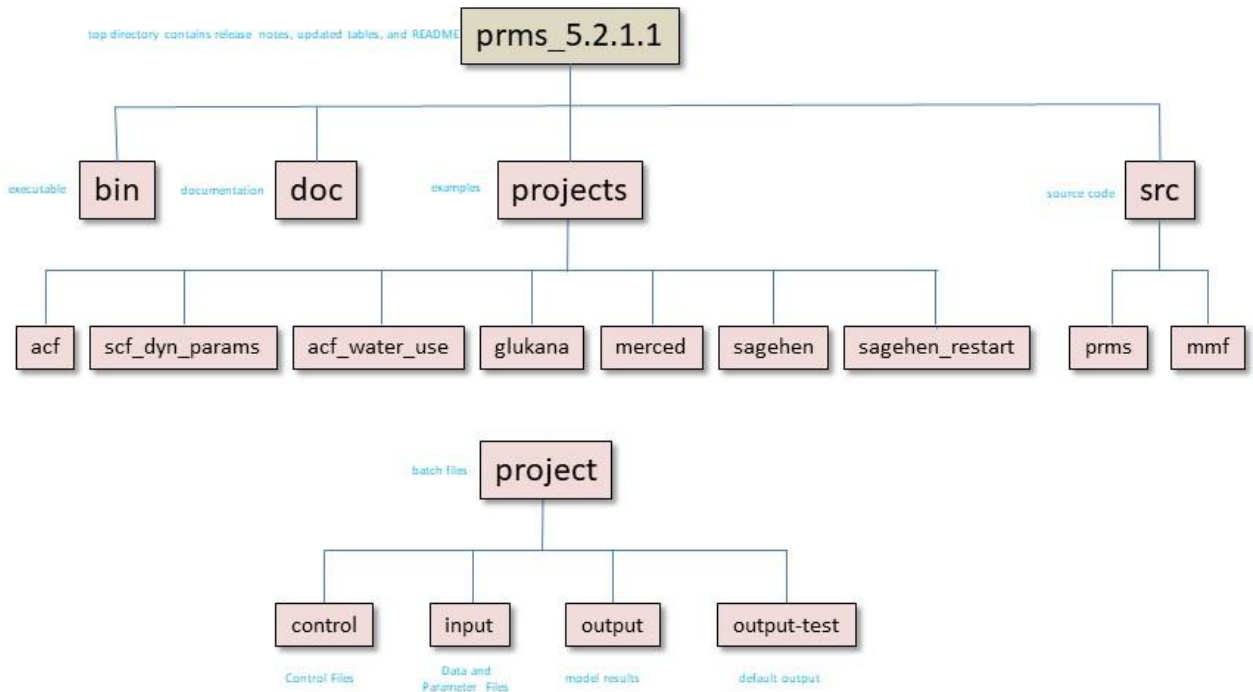 top directory contains release notes, updated tables, and README
prms_5.2.1.1
executable
bin
documentation
doc
examples
projects
source code
src
acf
scf_dyn_params
acf_water_use
glukana
merced
sagehen
sagehen_restart
prms
mmf
batch files
project
control
input
output
output-test
Control Files
Data and
Parameter Files
model results
default output